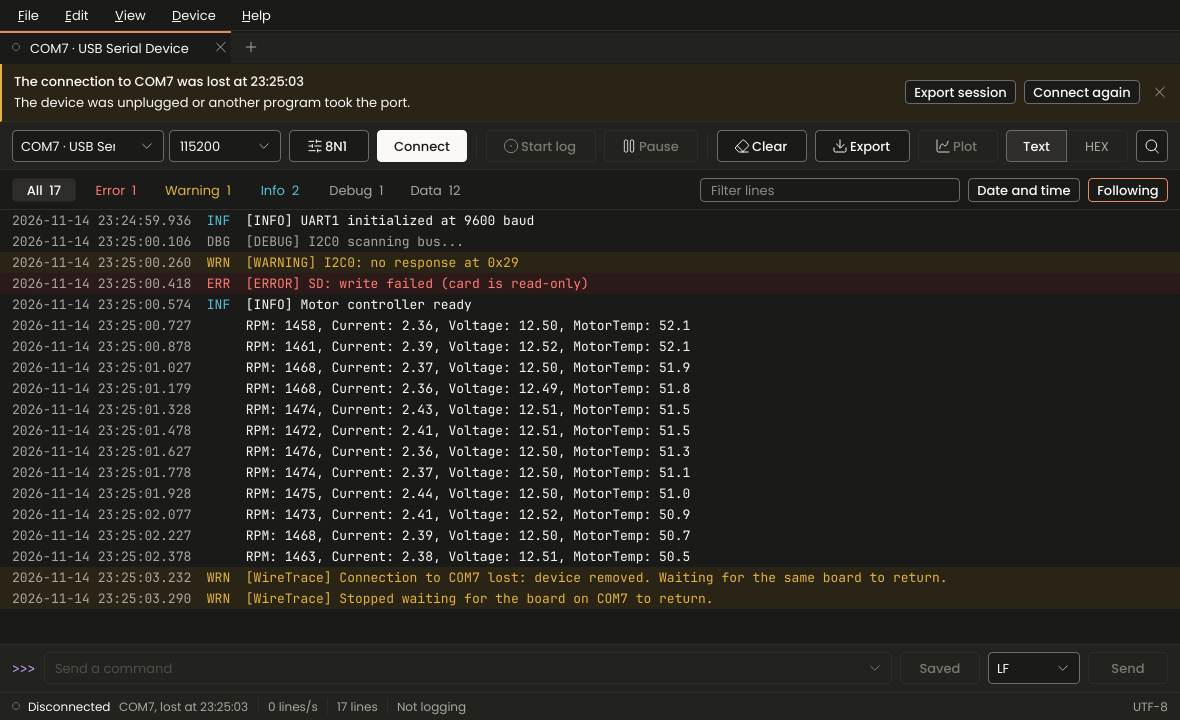 File Edit View Device Help
COM7 · USB Serial Device
The connection to COM7 was lost at 23:25:03
The device was unplugged or another program took the port.
Export session Connect again
COM7 · USB Ser 115200 8N1 Connect Start log Pause Clear Export Plot Text HEX
All 17 Error 1 Warning 1 Info 2 Debug 1 Data 12 Filter lines Date and time Following
2026-11-14 23:24:59.936 INF [INFO] UART1 initialized at 9600 baud
2026-11-14 23:25:00.106 DBG [DEBUG] I2C0 scanning bus...
2026-11-14 23:25:00.260 WRN [WARNING] I2C0: no response at 0x29
2026-11-14 23:25:00.418 ERR [ERROR] SD: write failed (card is read-only)
2026-11-14 23:25:00.574 INF [INFO] Motor controller ready
2026-11-14 23:25:00.727 RPM: 1458, Current: 2.36, Voltage: 12.50, MotorTemp: 52.1
2026-11-14 23:25:00.878 RPM: 1461, Current: 2.39, Voltage: 12.52, MotorTemp: 52.1
2026-11-14 23:25:01.027 RPM: 1468, Current: 2.37, Voltage: 12.50, MotorTemp: 51.9
2026-11-14 23:25:01.179 RPM: 1468, Current: 2.36, Voltage: 12.49, MotorTemp: 51.8
2026-11-14 23:25:01.328 RPM: 1474, Current: 2.43, Voltage: 12.51, MotorTemp: 51.5
2026-11-14 23:25:01.478 RPM: 1472, Current: 2.41, Voltage: 12.51, MotorTemp: 51.5
2026-11-14 23:25:01.627 RPM: 1476, Current: 2.36, Voltage: 12.50, MotorTemp: 51.3
2026-11-14 23:25:01.778 RPM: 1474, Current: 2.37, Voltage: 12.50, MotorTemp: 51.1
2026-11-14 23:25:01.928 RPM: 1475, Current: 2.44, Voltage: 12.50, MotorTemp: 51.0
2026-11-14 23:25:02.077 RPM: 1473, Current: 2.41, Voltage: 12.52, MotorTemp: 50.9
2026-11-14 23:25:02.227 RPM: 1468, Current: 2.39, Voltage: 12.50, MotorTemp: 50.7
2026-11-14 23:25:02.378 RPM: 1463, Current: 2.38, Voltage: 12.51, MotorTemp: 50.5
2026-11-14 23:25:03.232 WRN [WireTrace] Connection to COM7 lost: device removed. Waiting for the same board to return.
2026-11-14 23:25:03.290 WRN [WireTrace] Stopped waiting for the board on COM7 to return.
>>> Send a command Saved LF Send
Disconnected COM7, lost at 23:25:03 0 lines/s 17 lines Not logging UTF-8